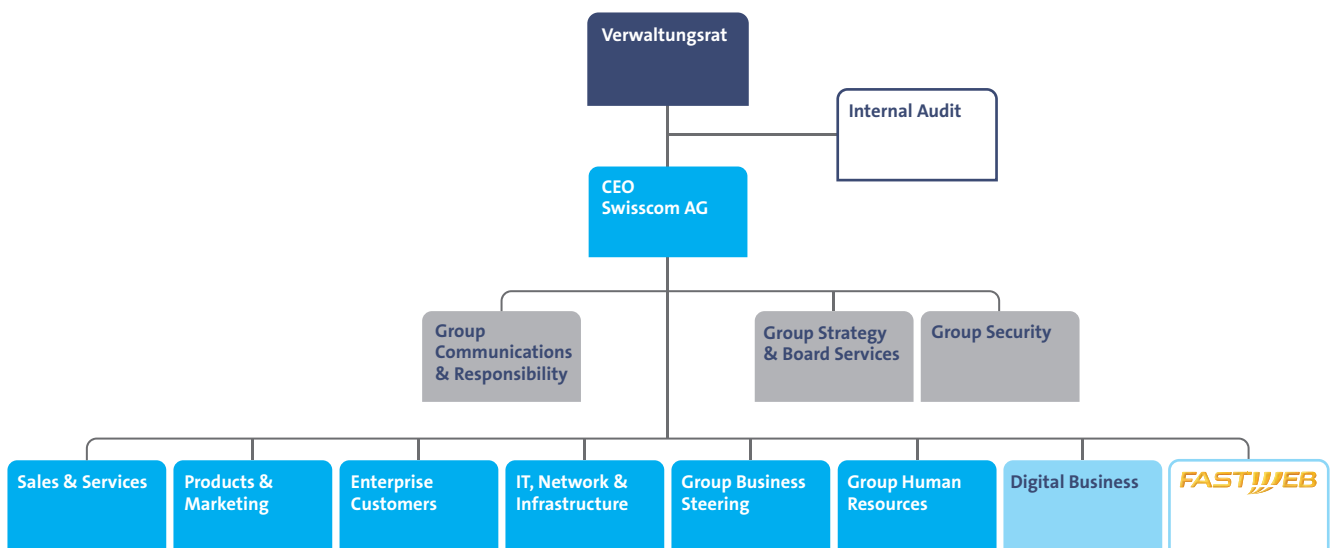 Verwaltungsrat
Internal Audit
CEO
Swisscom AG
Group
Communications
& Responsibility
Group Strategy
& Board Services
Group Security
Sales & Services
Products &
Marketing
Enterprise
Customers
IT, Network &
Infrastructure
Group Business
Steering
Group Human
Resources
Digital Business
FASTWEB